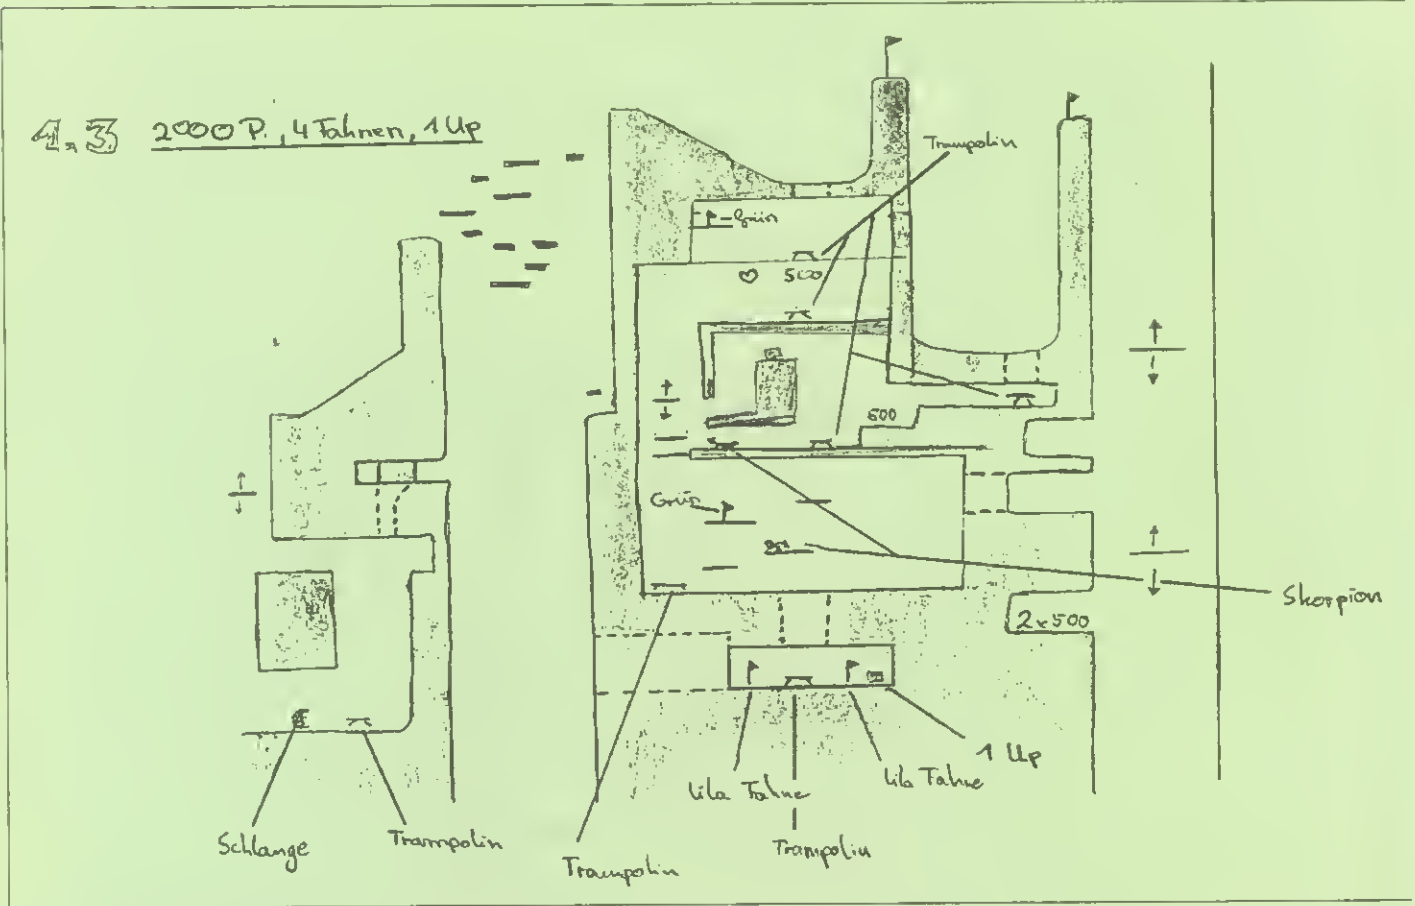 4.3 2000 P., 4 Fahnen, 1 Up
Trampolin
Grün
500
500
Grün
Skorpion
2x500
1 Up
lila Fahne
lila Fahne
Schlange
Trampolin
Trampolin
Trampolin